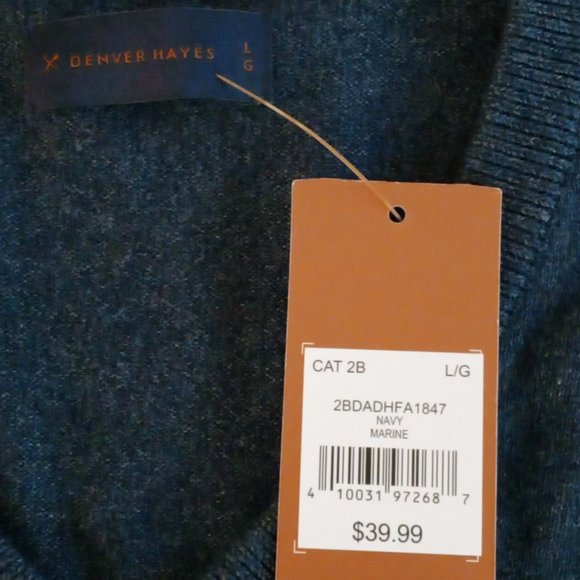 DENVER HAYES
L
G
CAT 2B L/G
2BDADHFA1847
NAVY
MARINE
4 10031 97268 7
$39.99